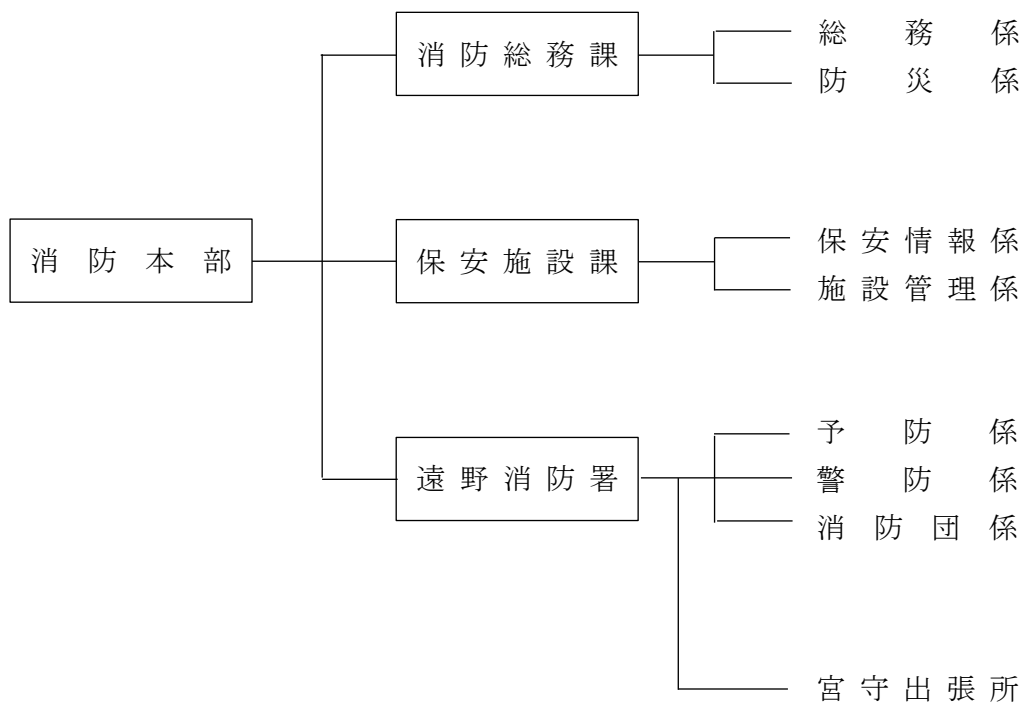 消防本部
消防総務課
総務係
防災係
保安施設課
保安情報係
施設管理係
遠野消防署
予防係
警防係
消防団係
宮守出張所